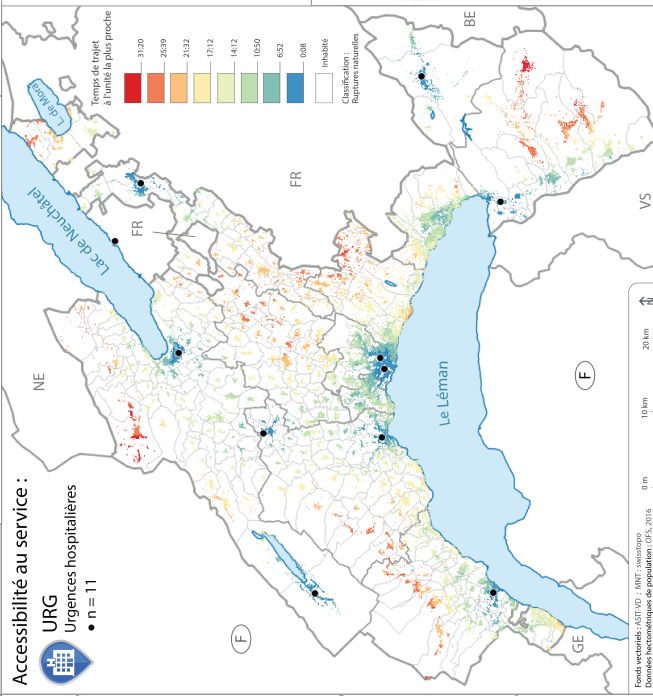 Accessibilité au service :
URG
Urgences hospitalières
• n = 11
Temps de trajet
à l'unité la plus proche
31:20
25:39
21:32
17:12
14:12
10:50
6:52
0:08
Inhabité
Classification :
Ruptures naturelles
NE
FR
FR
BE
VS
GE
F
F
L. de Morat
Lac de Neuchâtel
Le Léman
0 m
10 km
20 km
N
Fonds vectoriels : ASIT-VD ; MNT : swisstopo
Données hectométriques de population : OFS, 2016